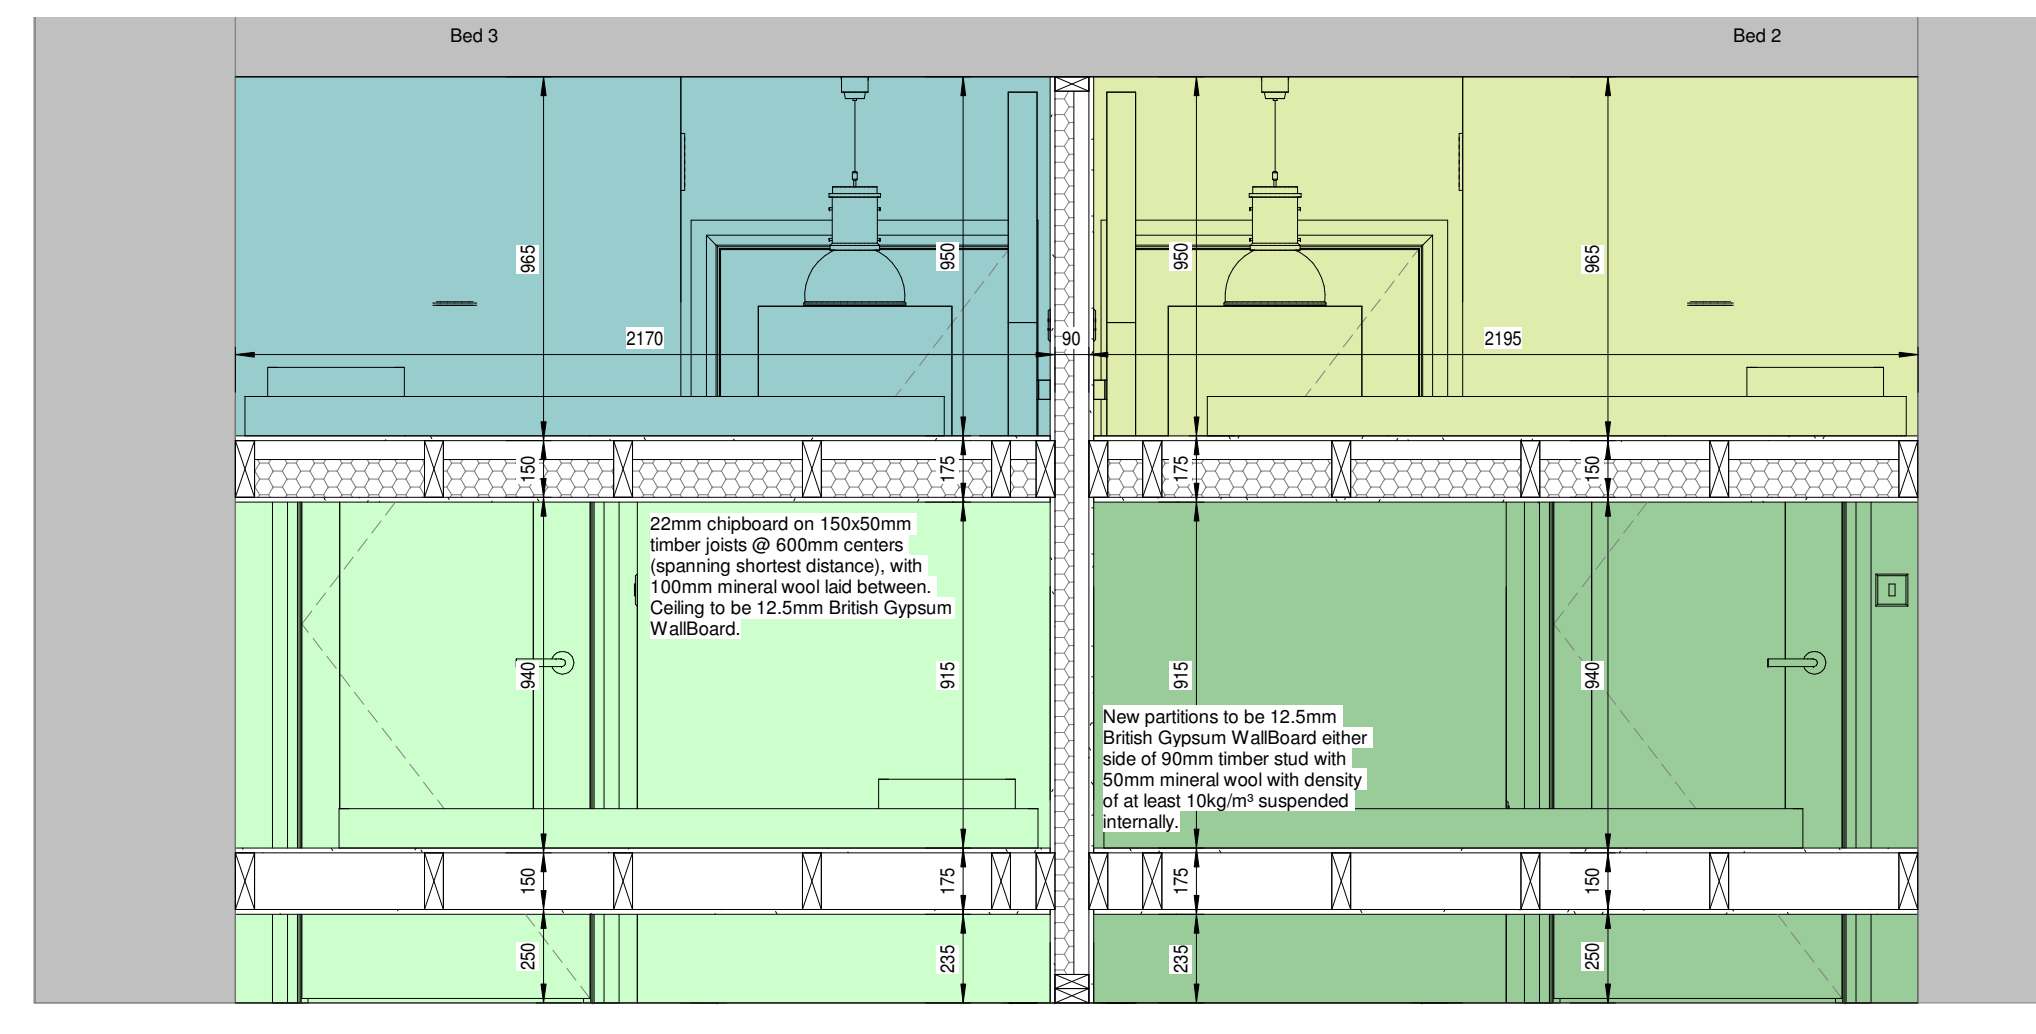 Bed 3
Bed 2
965
950
950
965
2170
90
2195
150
175
175
150
22mm chipboard on 150x50mm
timber joists @ 600mm centers
(spanning shortest distance), with
100mm mineral wool laid between.
Ceiling to be 12.5mm British Gypsum
WallBoard.
940
915
915
940
New partitions to be 12.5mm
British Gypsum WallBoard either
side of 90mm timber stud with
50mm mineral wool with density
of at least 10kg/m³ suspended
internally.
150
175
175
150
250
235
235
250